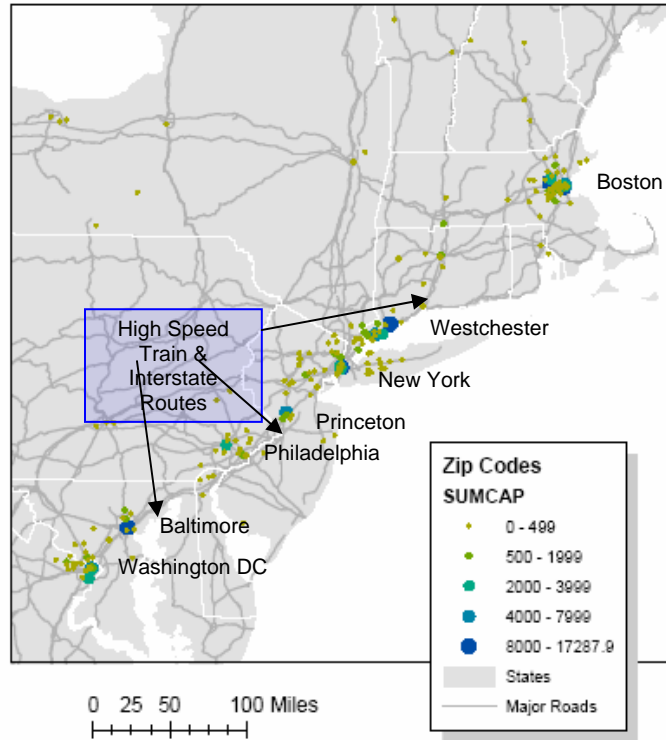 Boston
Westchester
High Speed
Train &
Interstate
Routes
New York
Princeton
Philadelphia
Baltimore
Washington DC
Zip Codes
SUMCAP
0 - 499
500 - 1999
2000 - 3999
4000 - 7999
8000 - 17287.9
States
Major Roads
0 25 50 100 Miles